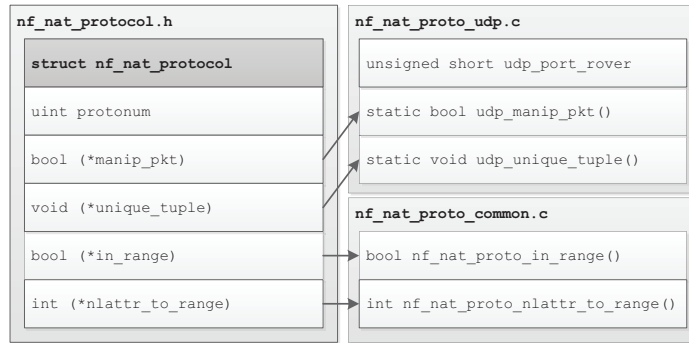 nf_nat_protocol.h
struct nf_nat_protocol
uint protonum
bool (*manip_pkt)
void (*unique_tuple)
bool (*in_range)
int (*nlattr_to_range)
nf_nat_proto_udp.c
unsigned short udp_port_rover
static bool udp_manip_pkt()
static void udp_unique_tuple()
nf_nat_proto_common.c
bool nf_nat_proto_in_range()
int nf_nat_proto_nlattr_to_range()